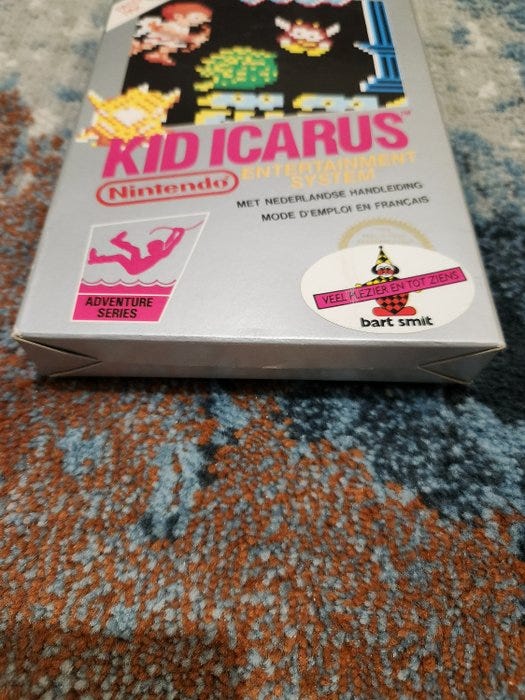 KID ICARUS™
Nintendo®
ENTERTAINMENT
SYSTEM
MET NEDERLANDSE HANDLEIDING
MODE D'EMPLOI EN FRANÇAIS
ADVENTURE
SERIES
VEEL PLEZIER EN TOT ZIENS
bart smit